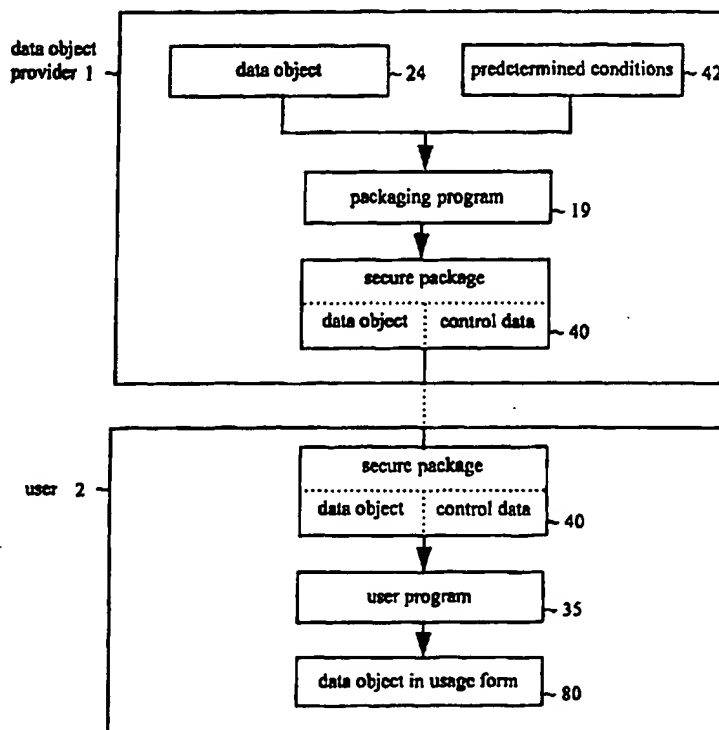 data object
provider 1
data object
24
predetermined conditions
42
packaging program
19
secure package
data object
control data
40
user 2
secure package
data object
control data
40
user program
35
data object in usage form
80